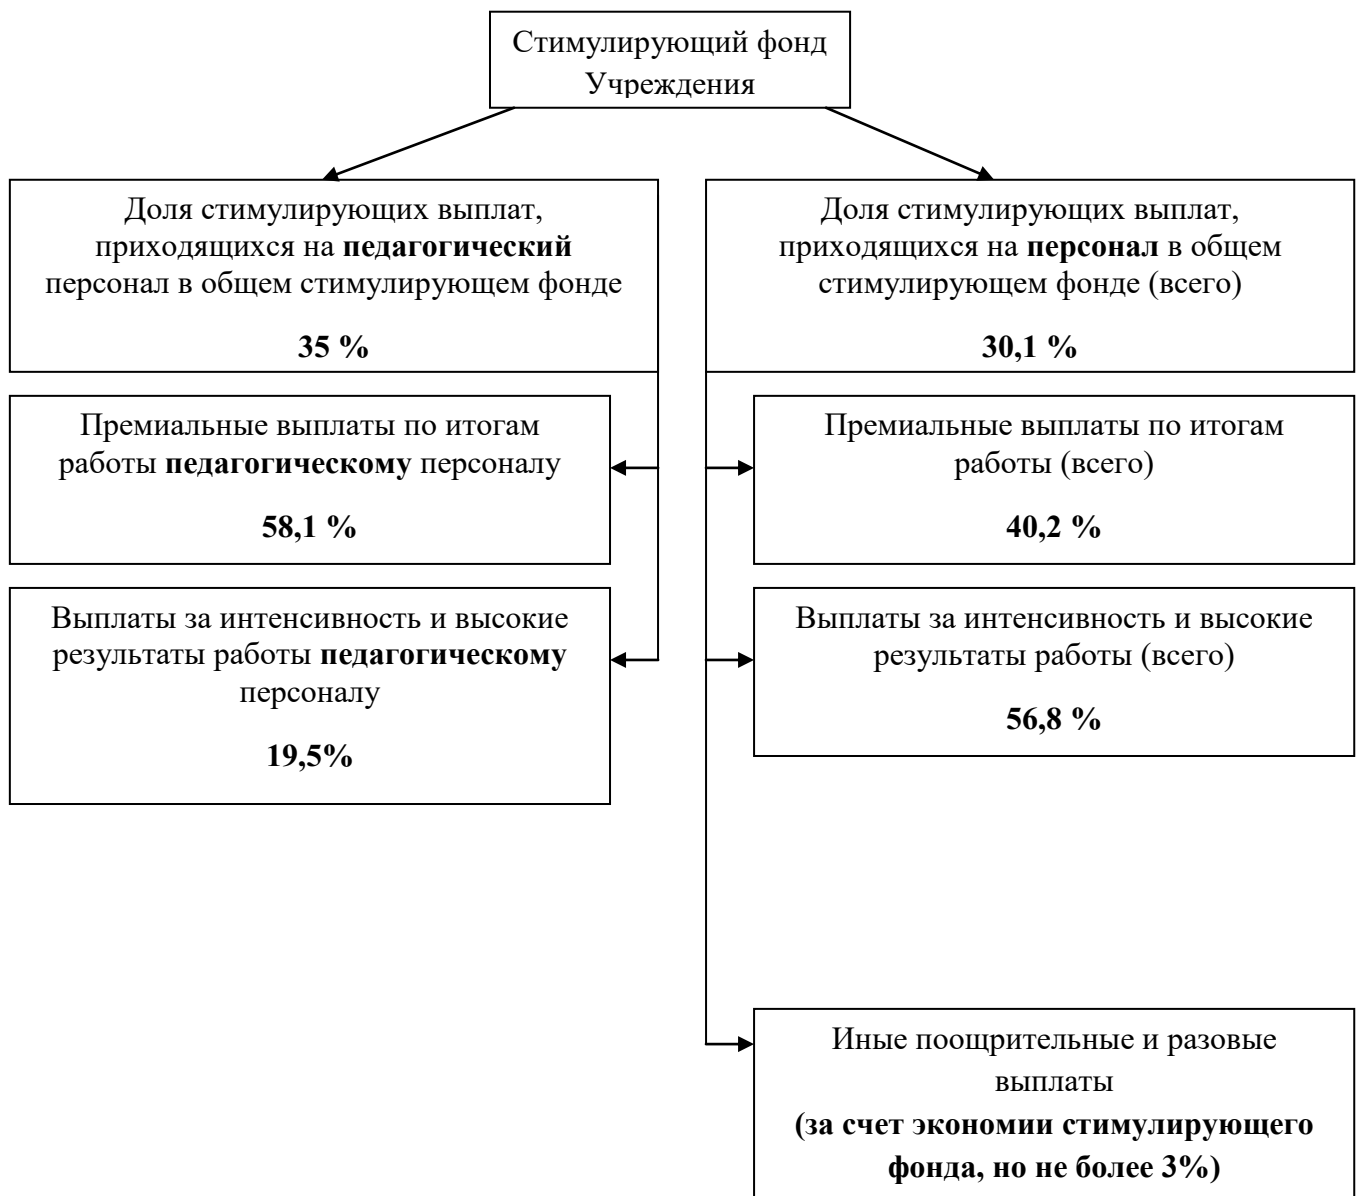 Стимулирующий фонд
Учреждения
Доля стимулирующих выплат,
приходящихся на педагогический
персонал в общем стимулирующем фонде
35 %
Доля стимулирующих выплат,
приходящихся на персонал в общем
стимулирующем фонде (всего)
30,1 %
Премиальные выплаты по итогам
работы педагогическому персоналу
58,1 %
Премиальные выплаты по итогам
работы (всего)
40,2 %
Выплаты за интенсивность и высокие
результаты работы педагогическому
персоналу
19,5%
Выплаты за интенсивность и высокие
результаты работы (всего)
56,8 %
Иные поощрительные и разовые
выплаты
(за счет экономии стимулирующего
фонда, но не более 3%)